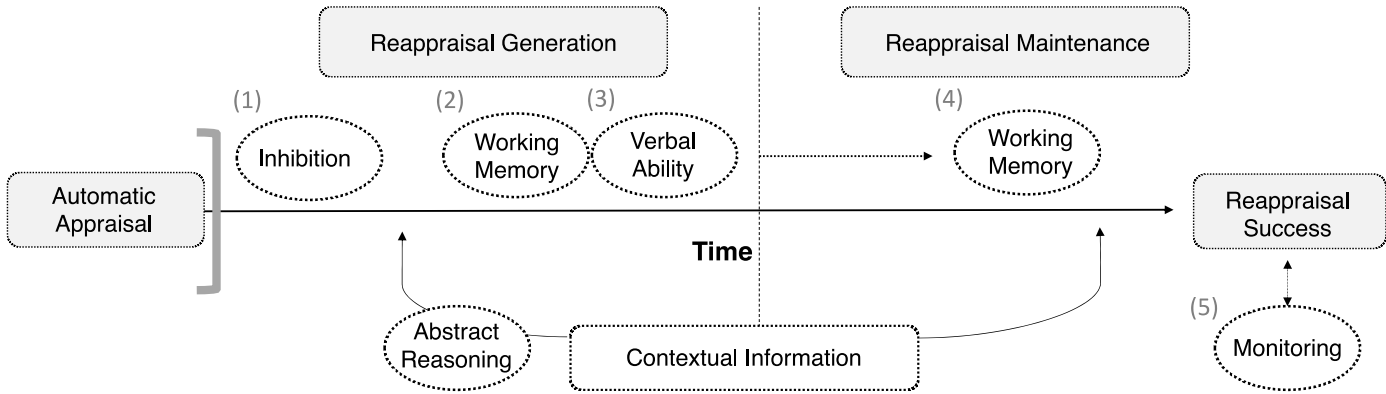 Reappraisal Generation
Reappraisal Maintenance
(1)
Inhibition
(2)
Working
Memory
(3)
Verbal
Ability
(4)
Working
Memory
Automatic
Appraisal
Time
Reappraisal
Success
Abstract
Reasoning
Contextual Information
(5)
Monitoring